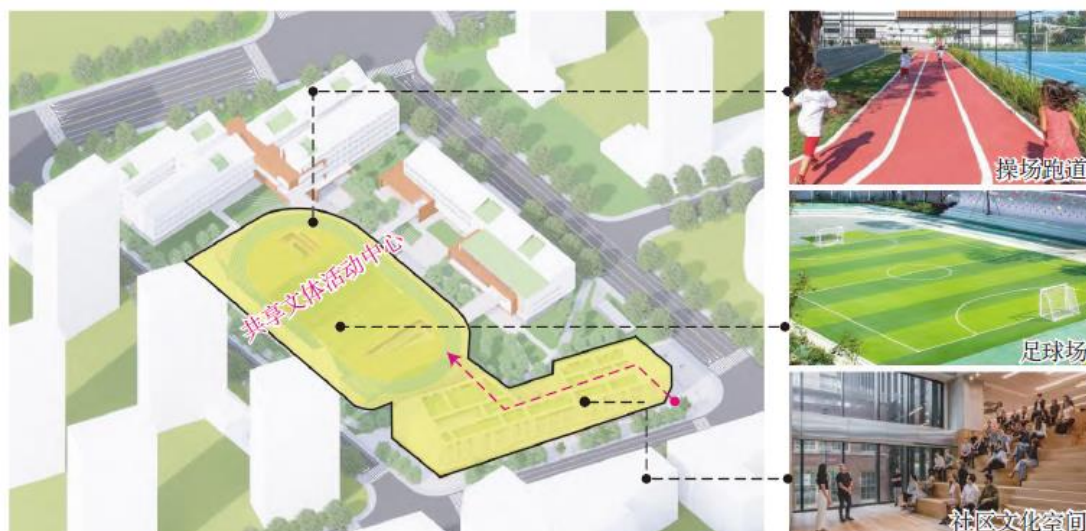 共享文体活动中心
操场跑道
足球场
社区文化空间